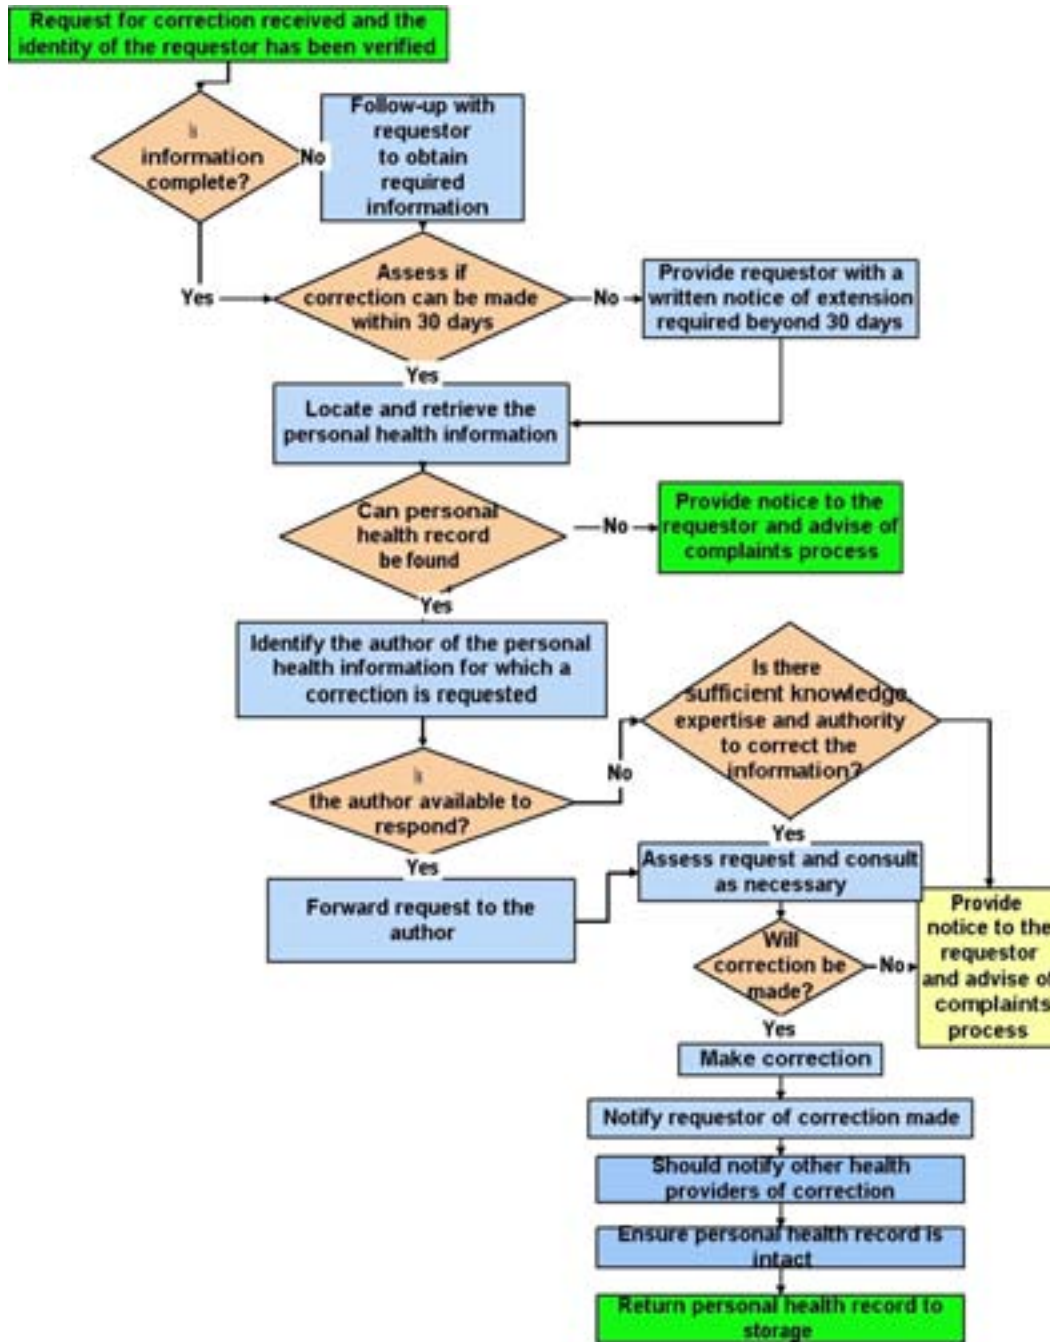 Request for correction received and the
identity of the requestor has been verified
information
complete?
No
Follow-up with
requestor
to obtain
required
information
Yes
Assess if
correction can be made
within 30 days
No
Provide requestor with a
written notice of extension
required beyond 30 days
Yes
Locate and retrieve the
personal health information
Can personal
health record
be found
No
Provide notice to the
requestor and advise of
complaints process
Yes
Identify the author of the personal
health information for which a
correction is requested
Is there
sufficient knowledge,
expertise and authority
to correct the
information?
the author available to
respond?
No
Yes
Yes
Forward request to the
author
Assess request and consult
as necessary
Will
correction be
made?
No
Provide
notice to the
requestor
and advise of
complaints
process
Yes
Make correction
Notify requestor of correction made
Should notify other health
providers of correction
Ensure personal health record is
intact
Return personal health record to
storage